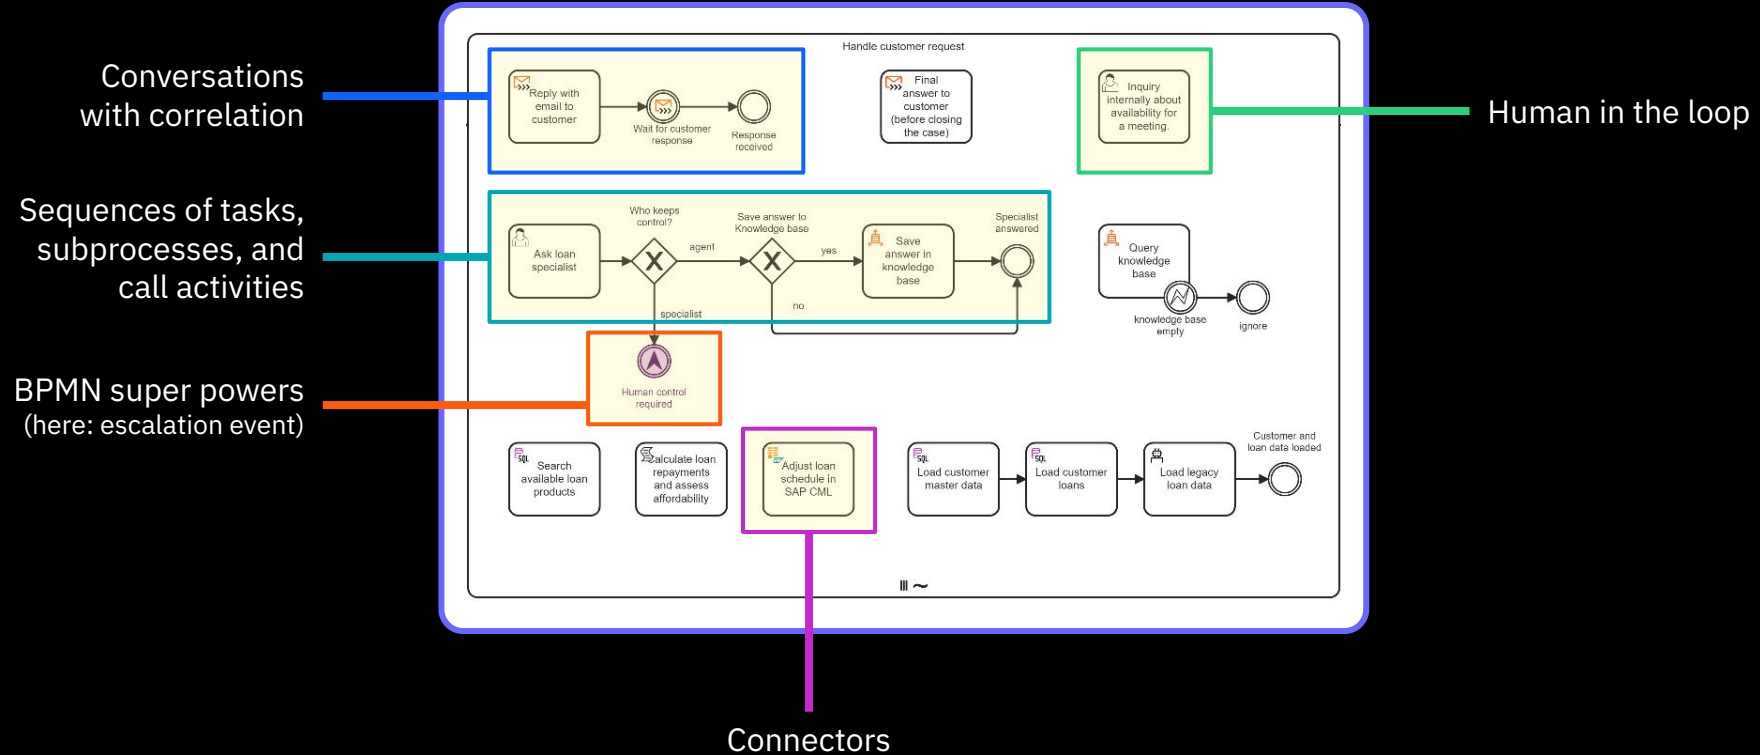 Handle customer request
Conversations
with correlation
Reply with
email to
customer
Wait for customer
response
Response
received
Final
answer to
customer
(before closing
the case)
Inquiry
internally about
availability for
a meeting.
Human in the loop
Sequences of tasks,
subprocesses, and
call activities
Ask loan
specialist
Who keeps
control?
agent
specialist
Save answer to
Knowledge base
yes
no
Save
answer in
knowledge
base
Specialist
answered
Query
knowledge
base
knowledge base
empty
ignore
BPMN super powers
(here: escalation event)
Human control
required
SQL
Search
available loan
products
Calculate loan
repayments
and assess
affordability
Adjust loan
schedule in
SAP CML
SQL
Load customer
master data
SQL
Load customer
loans
Load legacy
loan data
Customer and
loan data loaded
Connectors